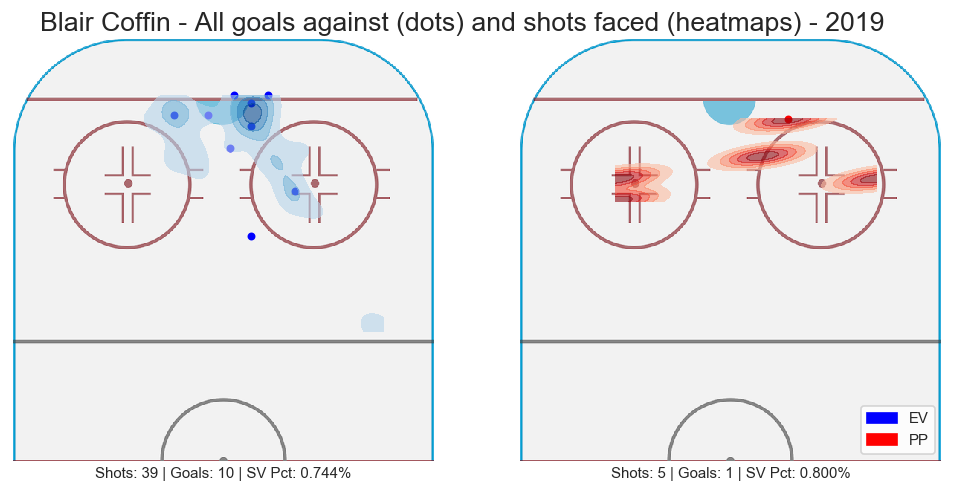 Blair Coffin - All goals against (dots) and shots faced (heatmaps) - 2019
EV
PP
Shots: 39 | Goals: 10 | SV Pct: 0.744%
Shots: 5 | Goals: 1 | SV Pct: 0.800%